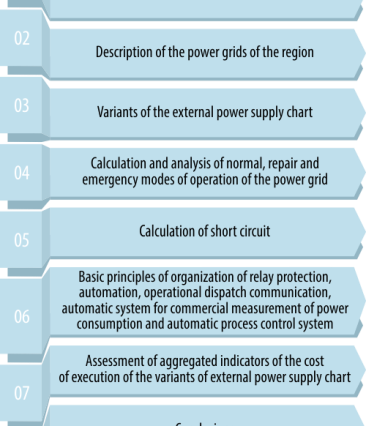 02
Description of the power grids of the region
03
Variants of the external power supply chart
04
Calculation and analysis of normal, repair and
emergency modes of operation of the power grid
05
Calculation of short circuit
06
Basic principles of organization of relay protection,
automation, operational dispatch communication,
automatic system for commercial measurement of power
consumption and automatic process control system
07
Assessment of aggregated indicators of the cost
of execution of the variants of external power supply chart